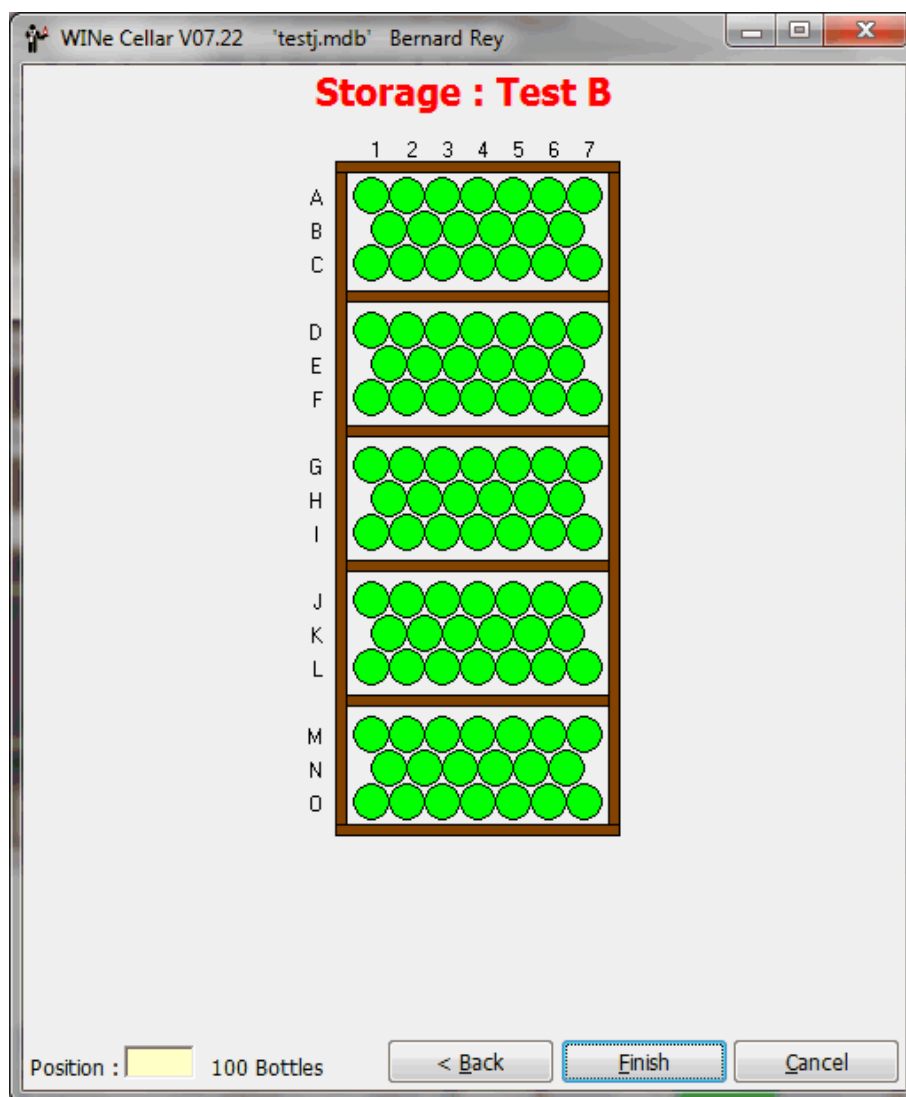 WINe Cellar V07.22 'testj.mdb' Bernard Rey
Storage : Test B
1 2 3 4 5 6 7
A
B
C
D
E
F
G
H
I
J
K
L
M
N
O
Position : 100 Bottles < Back Finish Cancel